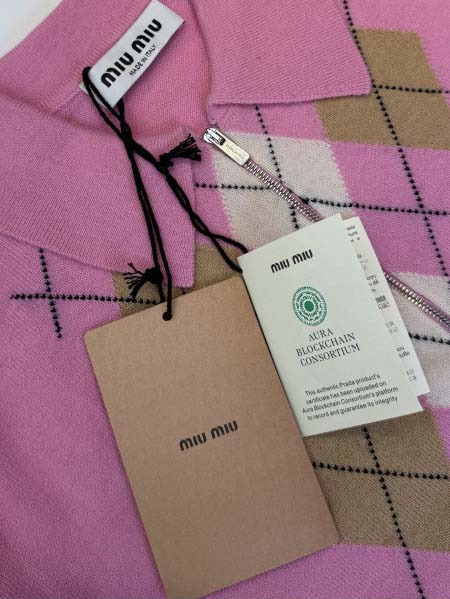 MIU MIU
MADE IN ITALY
MIU MIU
AURA
BLOCKCHAIN
CONSORTIUM
This authentic Prada product's
certificate has been uploaded on
Aura Blockchain Consortium's platform
to record and guarantee its integrity
MIU MIU